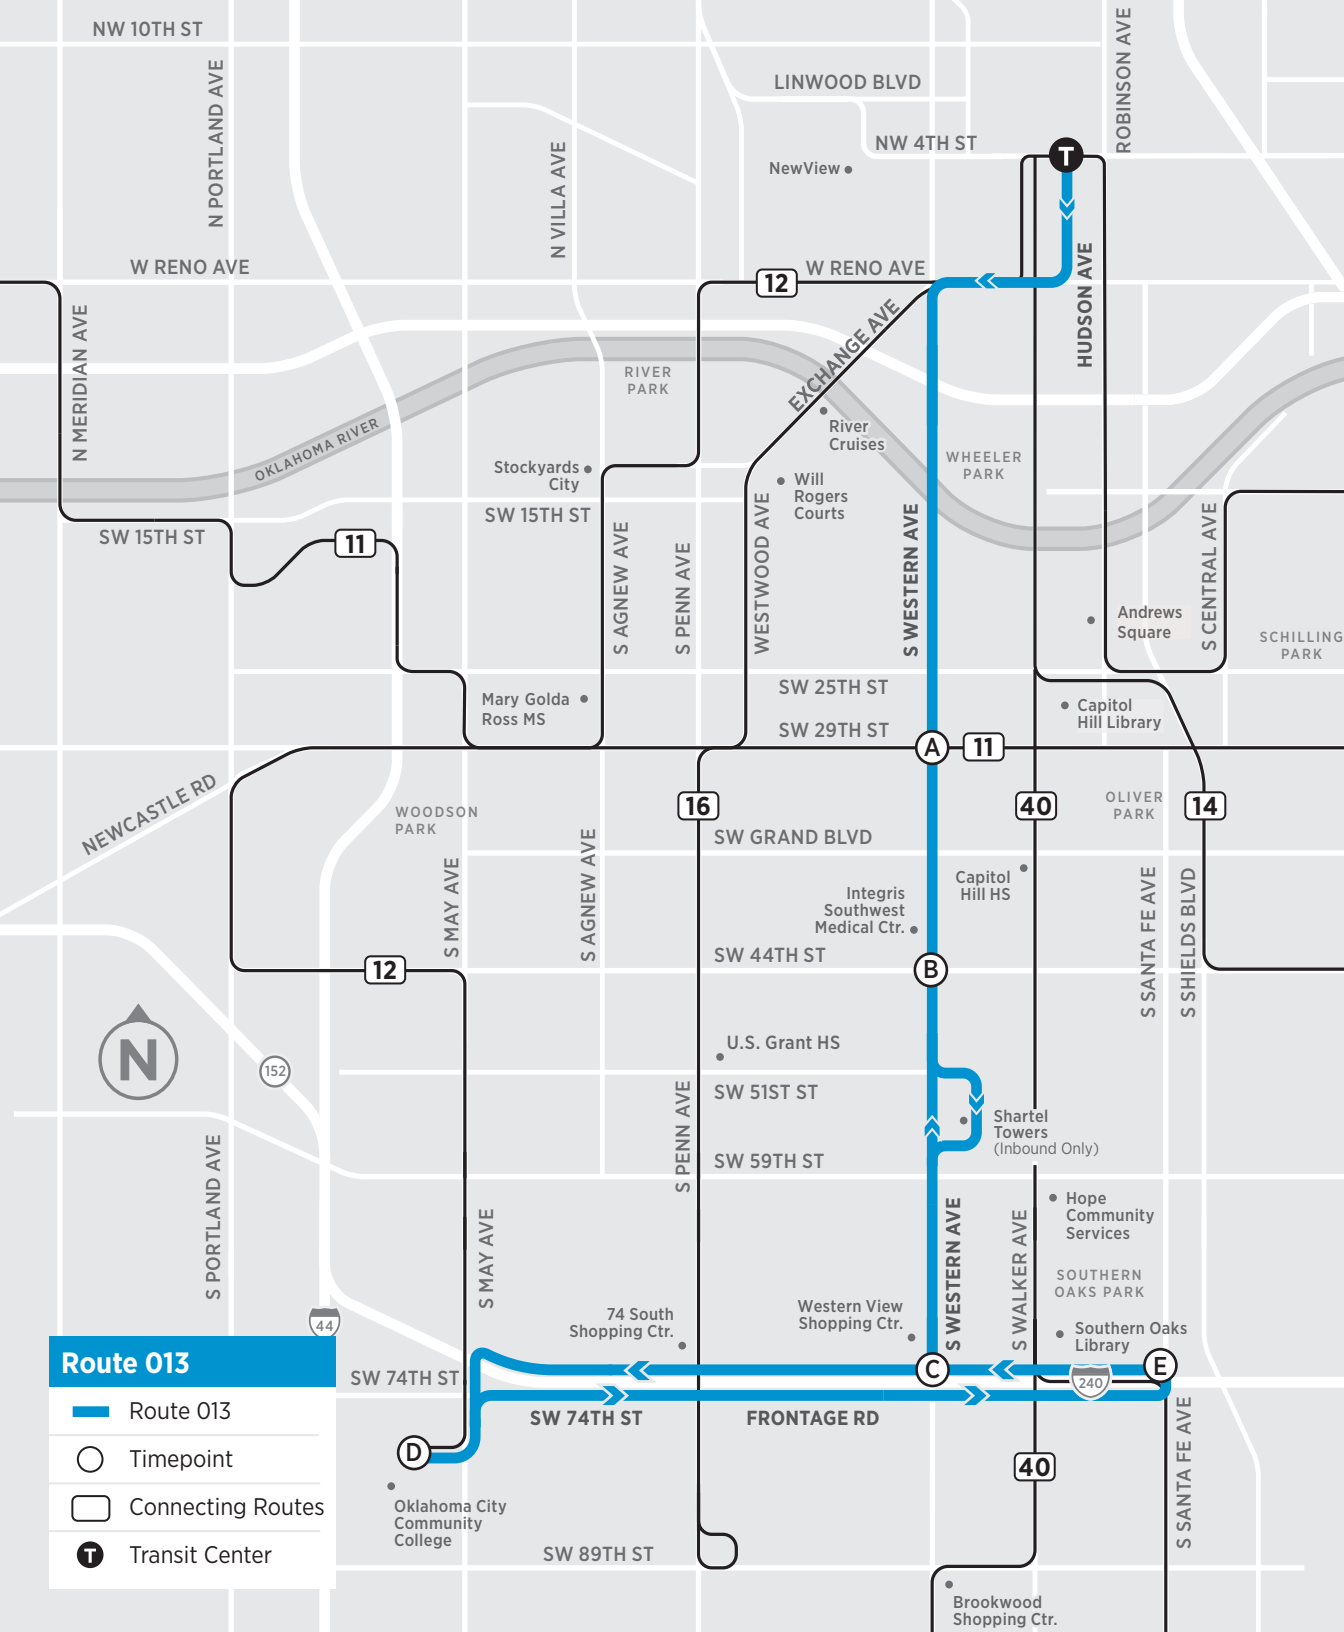 NW 10TH ST
N PORTLAND AVE
ROBINSON AVE
LINWOOD BLVD
NW 4TH ST
T
NewView
N VILLA AVE
W RENO AVE
12
W RENO AVE
HUDSON AVE
N MERIDIAN AVE
EXCHANGE AVE
RIVER
PARK
OKLAHOMA RIVER
River
Cruises
WHEELER
PARK
Stockyards
City
Will
Rogers
Courts
SW 15TH ST
SW 15TH ST
11
S AGNEW AVE
S PENN AVE
WESTWOOD AVE
S WESTERN AVE
S CENTRAL AVE
Andrews
Square
SCHILLING
PARK
Mary Golda
Ross MS
SW 25TH ST
Capitol
Hill Library
SW 29TH ST
A
11
NEWCASTLE RD
WOODSON
PARK
16
40
OLIVER
PARK
14
SW GRAND BLVD
S MAY AVE
S AGNEW AVE
Capitol
Hill HS
Integris
Southwest
Medical Ctr.
S SANTA FE AVE
S SHIELDS BLVD
SW 44TH ST
12
B
N
152
U.S. Grant HS
SW 51ST ST
S PENN AVE
Shartel
Towers
(Inbound Only)
SW 59TH ST
S PORTLAND AVE
S MAY AVE
Hope
Community
Services
S WESTERN AVE
S WALKER AVE
SOUTHERN
OAKS PARK
44
74 South
Shopping Ctr.
Western View
Shopping Ctr.
Southern Oaks
Library
SW 74TH ST
C
E
240
SW 74TH ST
FRONTAGE RD
D
S SANTA FE AVE
40
Oklahoma City
Community
College
SW 89TH ST
Brookwood
Shopping Ctr.
Route 013
Route 013
Timepoint
Connecting Routes
T
Transit Center